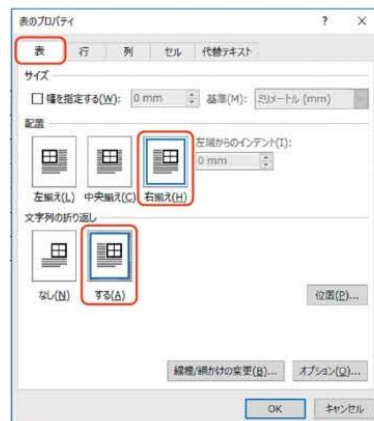 表のプロパティ ? ×
表 行 列 セル 代替テキスト
サイズ
幅を指定する(W): 0 mm 基準(M): ミリメートル (mm)
配置
左端からのインデント(I):
0 mm
左揃え(L) 中央揃え(C) 右揃え(H)
文字列の折り返し
なし(N) する(A)
位置(P)...
線種/網かけの変更(B)... オプション(O)...
OK キャンセル